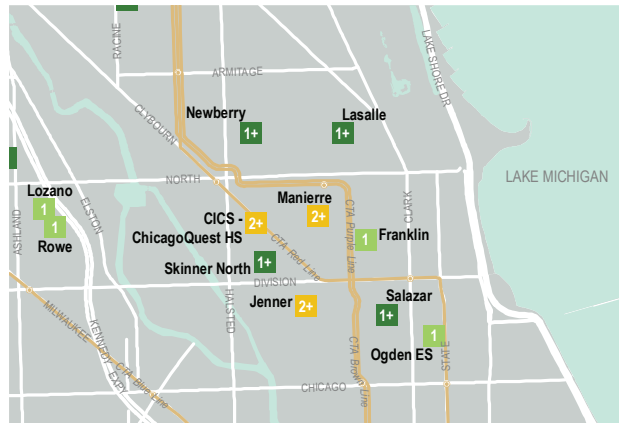 RACINE
ARMITAGE
LAKE SHORE DR
CLYBOURN
Newberry
1+
Lasalle
1+
NORTH
LAKE MICHIGAN
Lozano
1
1
Rowe
ASHLAND
ELSTON
Manierre
2+
CICS -
ChicagoQuest HS
2+
CLARK
CTA Purple Line
1
Franklin
CTA Red Line
Skinner North
1+
DIVISION
HALSTED
Jenner
2+
Salazar
1+
1
Ogden ES
STATE
MILWAUKEE
KENNEDY EXPY
CTA Blue Line
CTA Brown Line
CHICAGO